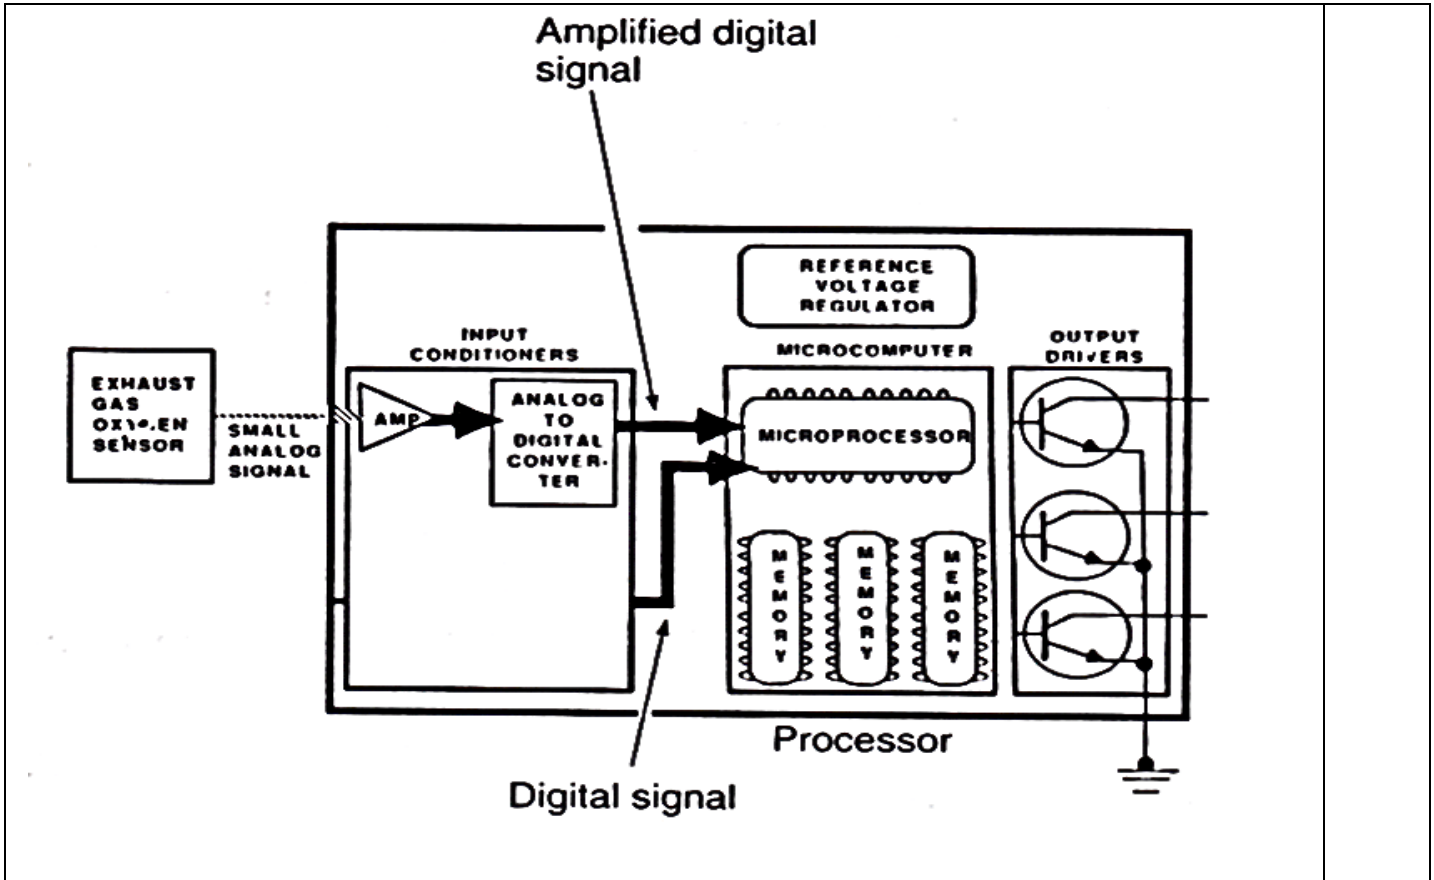 Amplified digital
signal
REFERENCE
VOLTAGE
REGULATOR
INPUT
CONDITIONERS
MICROCOMPUTER
OUTPUT
DRIVERS
EXHAUST
GAS
OXYGEN
SENSOR
SMALL
ANALOG
SIGNAL
AMP
ANALOG
TO
DIGITAL
CONVER-
TER
MICROPROCESSOR
MEMORY
MEMORY
MEMORY
Processor
Digital signal